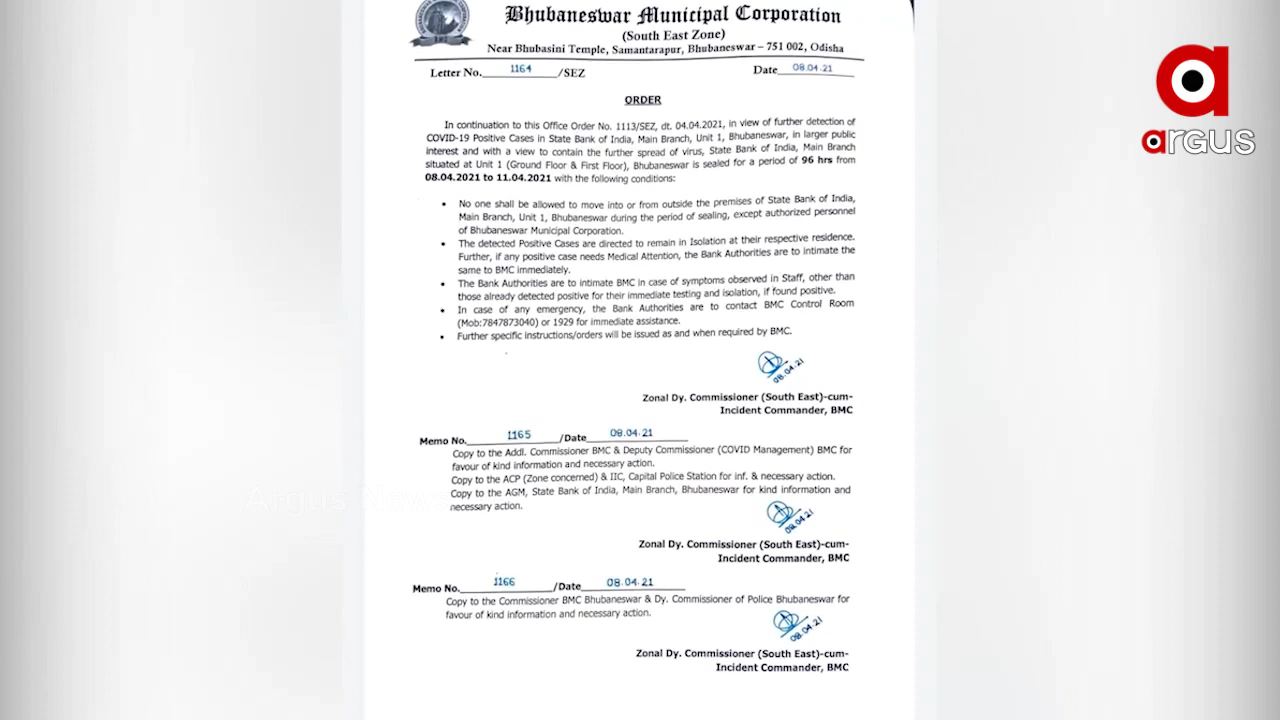 Bhubaneswar Municipal Corporation
(South East Zone)
Near Bhubasini Temple, Samantarapur, Bhubaneswar – 751 002, Odisha
Letter No. 1164 /SEZ Date 08.04.21
ORDER
In continuation to this Office Order No. 1113/SEZ, dt. 04.04.2021, in view of further detection of
COVID-19 Positive Cases in State Bank of India, Main Branch, Unit 1, Bhubaneswar, in larger public
interest and with a view to contain the further spread of virus, State Bank of India, Main Branch
situated at Unit 1 (Ground Floor & First Floor), Bhubaneswar is sealed for a period of 96 hrs from
08.04.2021 to 11.04.2021 with the following conditions:
• No one shall be allowed to move into or from outside the premises of State Bank of India,
Main Branch, Unit 1, Bhubaneswar during the period of sealing, except authorized personnel
of Bhubaneswar Municipal Corporation.
• The detected Positive Cases are directed to remain in Isolation at their respective residence.
Further, if any positive case needs Medical Attention, the Bank Authorities are to intimate the
same to BMC immediately.
• The Bank Authorities are to intimate BMC in case of symptoms observed in Staff, other than
those already detected positive for their immediate testing and isolation, if found positive.
• In case of any emergency, the Bank Authorities are to contact BMC Control Room
(Mob:7847873040) or 1929 for immediate assistance.
• Further specific instructions/orders will be issued as and when required by BMC.
08.04.21
Zonal Dy. Commissioner (South East)-cum-
Incident Commander, BMC
Memo No. 1165 /Date 08.04.21
Copy to the Addl. Commissioner BMC & Deputy Commissioner (COVID Management) BMC for
favour of kind information and necessary action.
Copy to the ACP (Zone concerned) & IIC, Capital Police Station for inf. & necessary action.
Copy to the AGM, State Bank of India, Main Branch, Bhubaneswar for kind information and
necessary action.
08.04.21
Zonal Dy. Commissioner (South East)-cum-
Incident Commander, BMC
Memo No. 1166 /Date 08.04.21
Copy to the Commissioner BMC Bhubaneswar & Dy. Commissioner of Police Bhubaneswar for
favour of kind information and necessary action.
08.04.21
Zonal Dy. Commissioner (South East)-cum-
Incident Commander, BMC
argus
Argus News